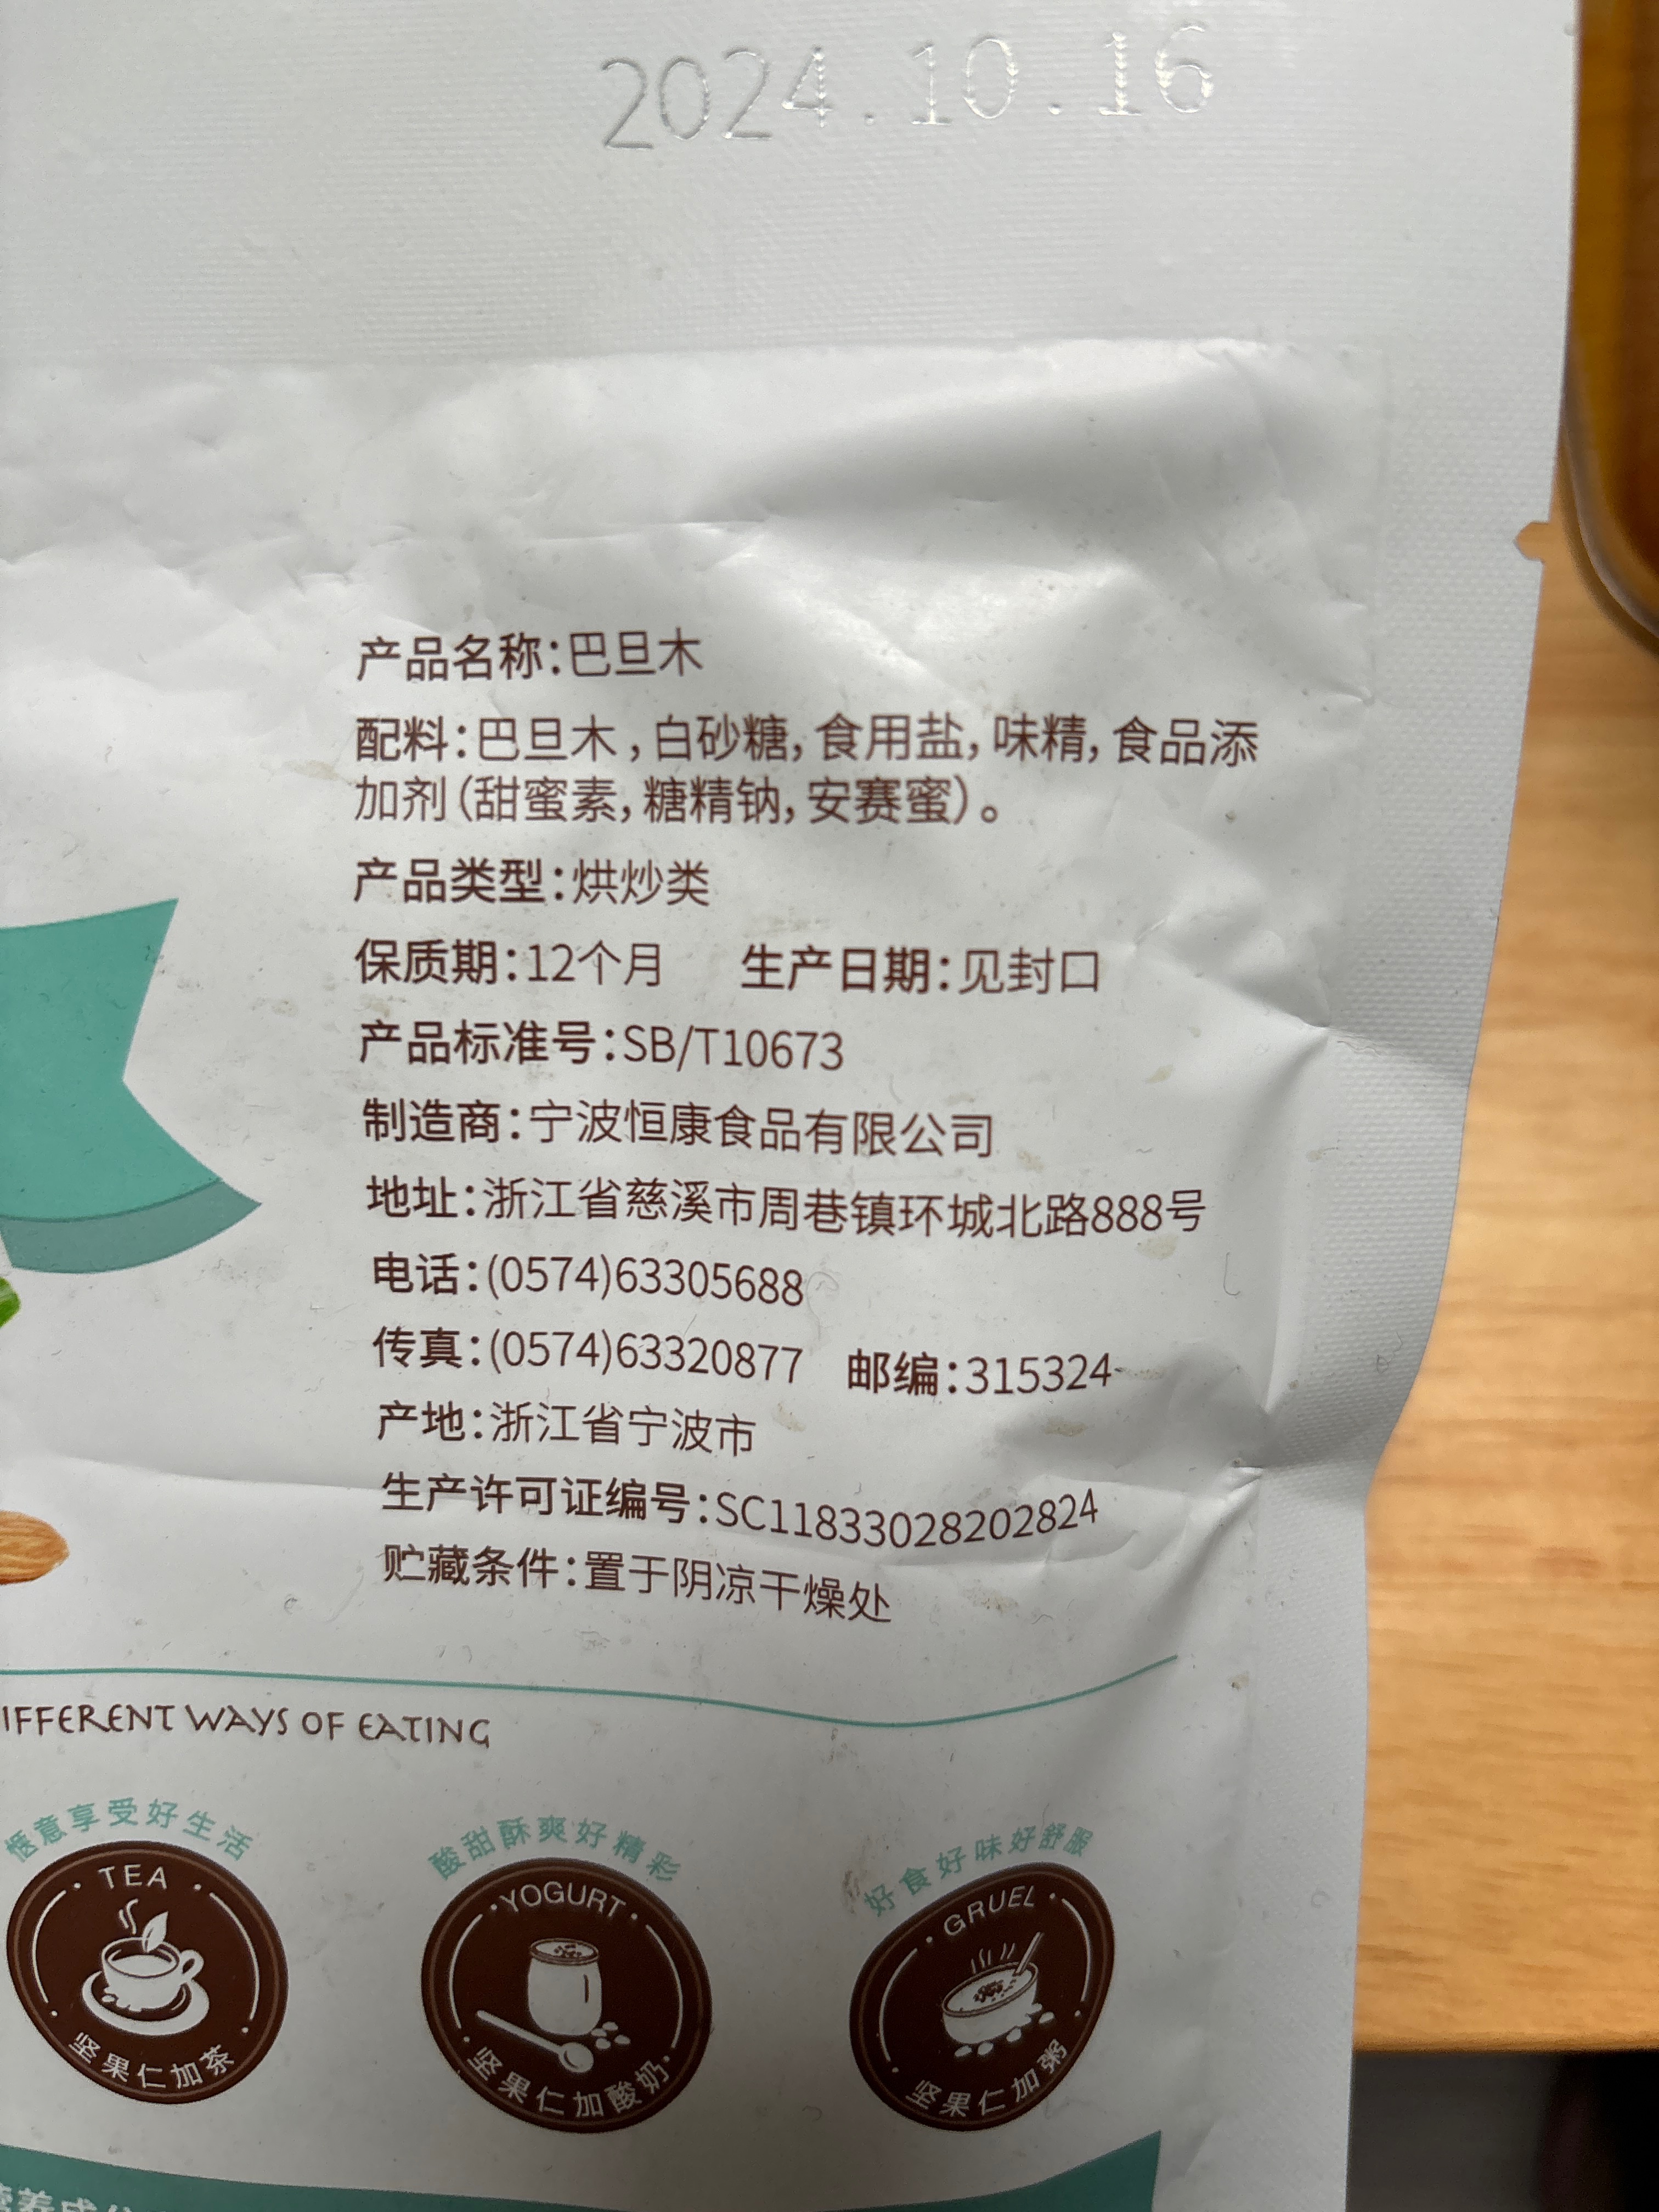 2024.10.16
产品名称：巴旦木
配料：巴旦木，白砂糖，食用盐，味精，食品添
加剂（甜蜜素，糖精钠，安赛蜜）。
产品类型：烘炒类
保质期：12个月 生产日期：见封口
产品标准号：SB/T10673
制造商：宁波恒康食品有限公司
地址：浙江省慈溪市周巷镇环城北路888号
电话：(0574)63305688
传真：(0574)63320877 邮编：315324
产地：浙江省宁波市
生产许可证编号：SC11833028202824
贮藏条件：置于阴凉干燥处
IFFERENT WAYS OF EATING
惬意享受好生活
TEA
坚果仁加茶
酸甜酥爽好精彩
YOGURT
坚果仁加酸奶
好食好味好舒服
GRUEL
坚果仁加粥
养成